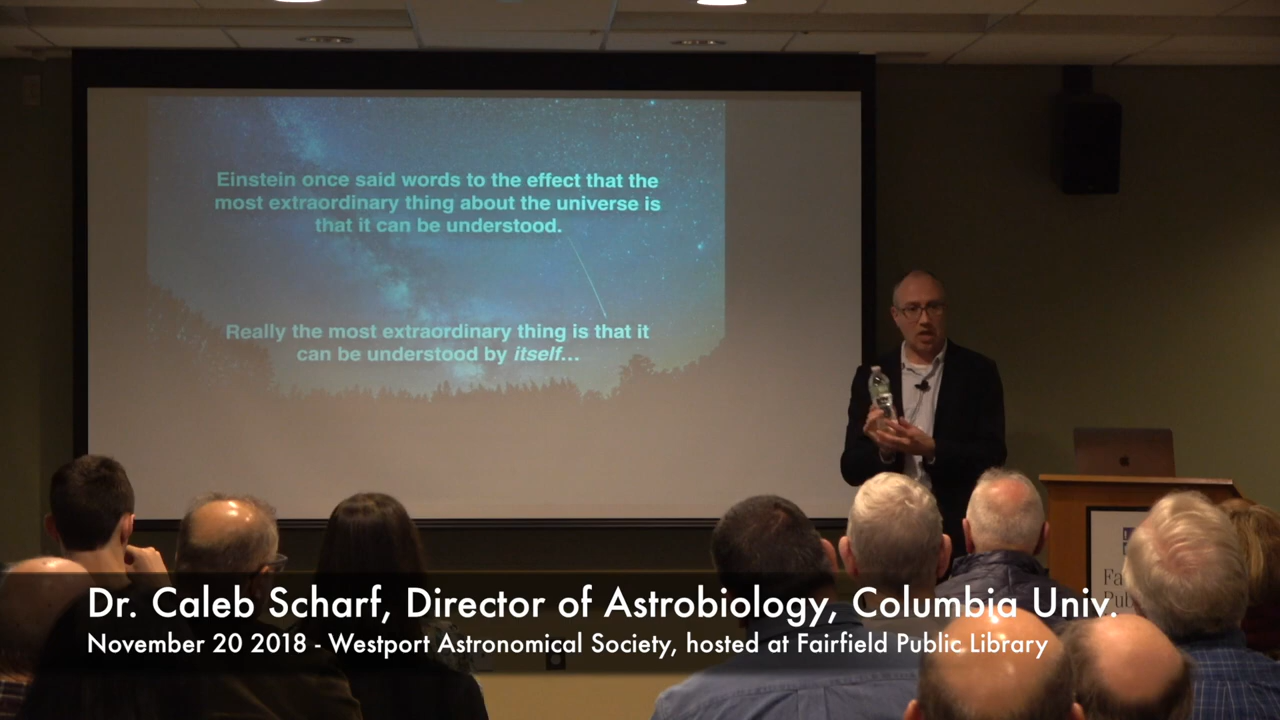 Einstein once said words to the effect that the
most extraordinary thing about the universe is
that it can be understood.
Really the most extraordinary thing is that it
can be understood by itself...
Dr. Caleb Scharf, Director of Astrobiology, Columbia Univ.
November 20 2018 - Westport Astronomical Society, hosted at Fairfield Public Library